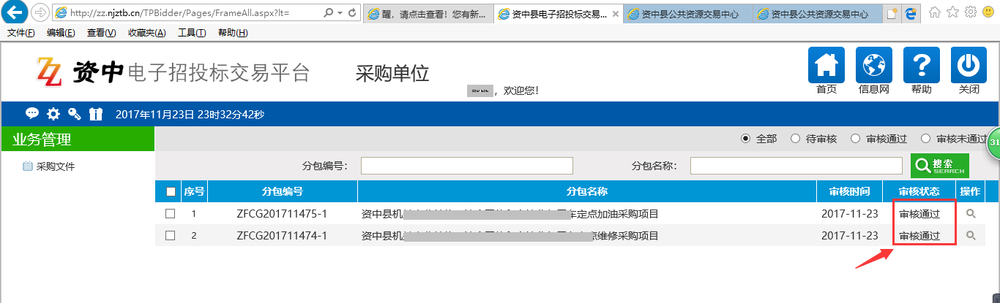 http://zz.njztb.cn/TPBidder/Pages/FrameAll.aspx?lt=
醒，请点击查看！您有新...
资中县电子招投标交易...
资中县公共资源交易中心
资中县公共资源交易中心
文件(F) 编辑(E) 查看(V) 收藏夹(A) 工具(T) 帮助(H)
ZZ 资中电子招投标交易平台 采购单位
，欢迎您！
首页 信息网 帮助 关闭
2017年11月23日 23时32分42秒
业务管理
全部 待审核 审核通过 审核未通过
31
采购文件
分包编号： 分包名称： 搜索 SEARCH
序号 分包编号 分包名称 审核时间 审核状态 操作
1 ZFCG201711475-1 资中县机 车定点加油采购项目 2017-11-23 审核通过
2 ZFCG201711474-1 资中县机 点维修采购项目 2017-11-23 审核通过